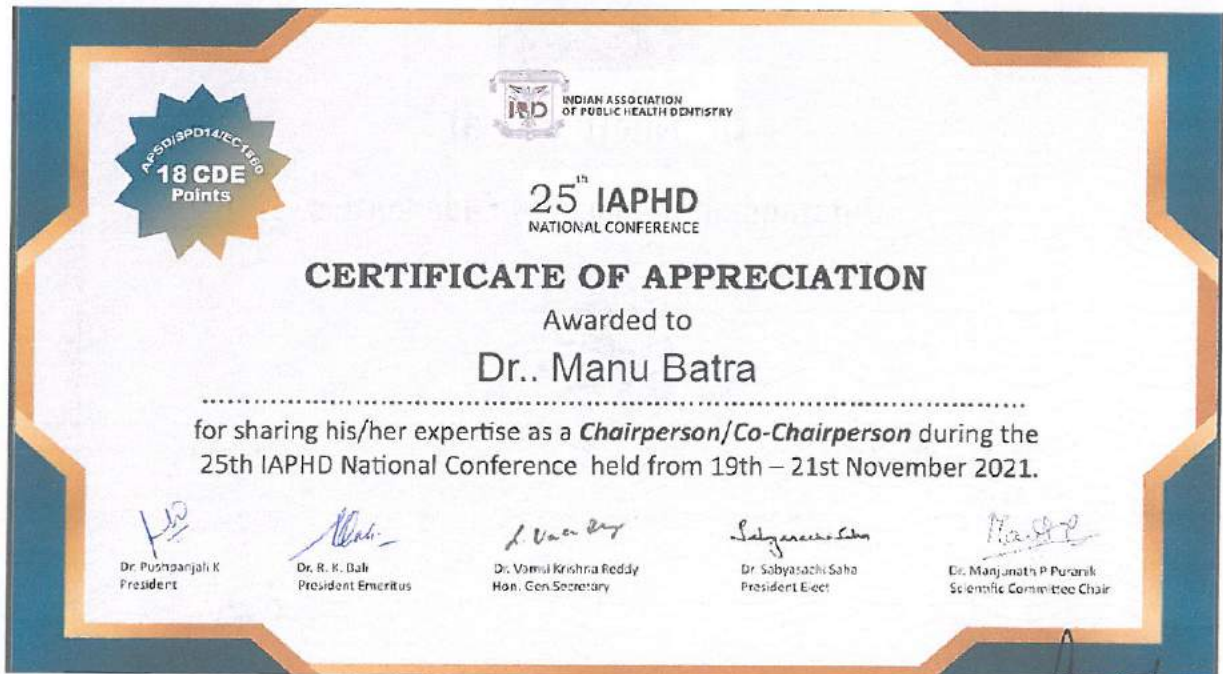 APSD/SPD14/EC1860
18 CDE
Points
INDIAN ASSOCIATION
OF PUBLIC HEALTH DENTISTRY
25th IAPHD
NATIONAL CONFERENCE
CERTIFICATE OF APPRECIATION
Awarded to
Dr.. Manu Batra
for sharing his/her expertise as a Chairperson/Co-Chairperson during the
25th IAPHD National Conference held from 19th – 21st November 2021.
Dr. Pushpanjali K
President
Dr. R. K. Bali
President Emeritus
Dr. Vamsi Krishna Reddy
Hon. Gen.Secretary
Dr Sabyasachi Saha
President Elect
Dr. Manjunath P Puranik
Scientific Committee Chair